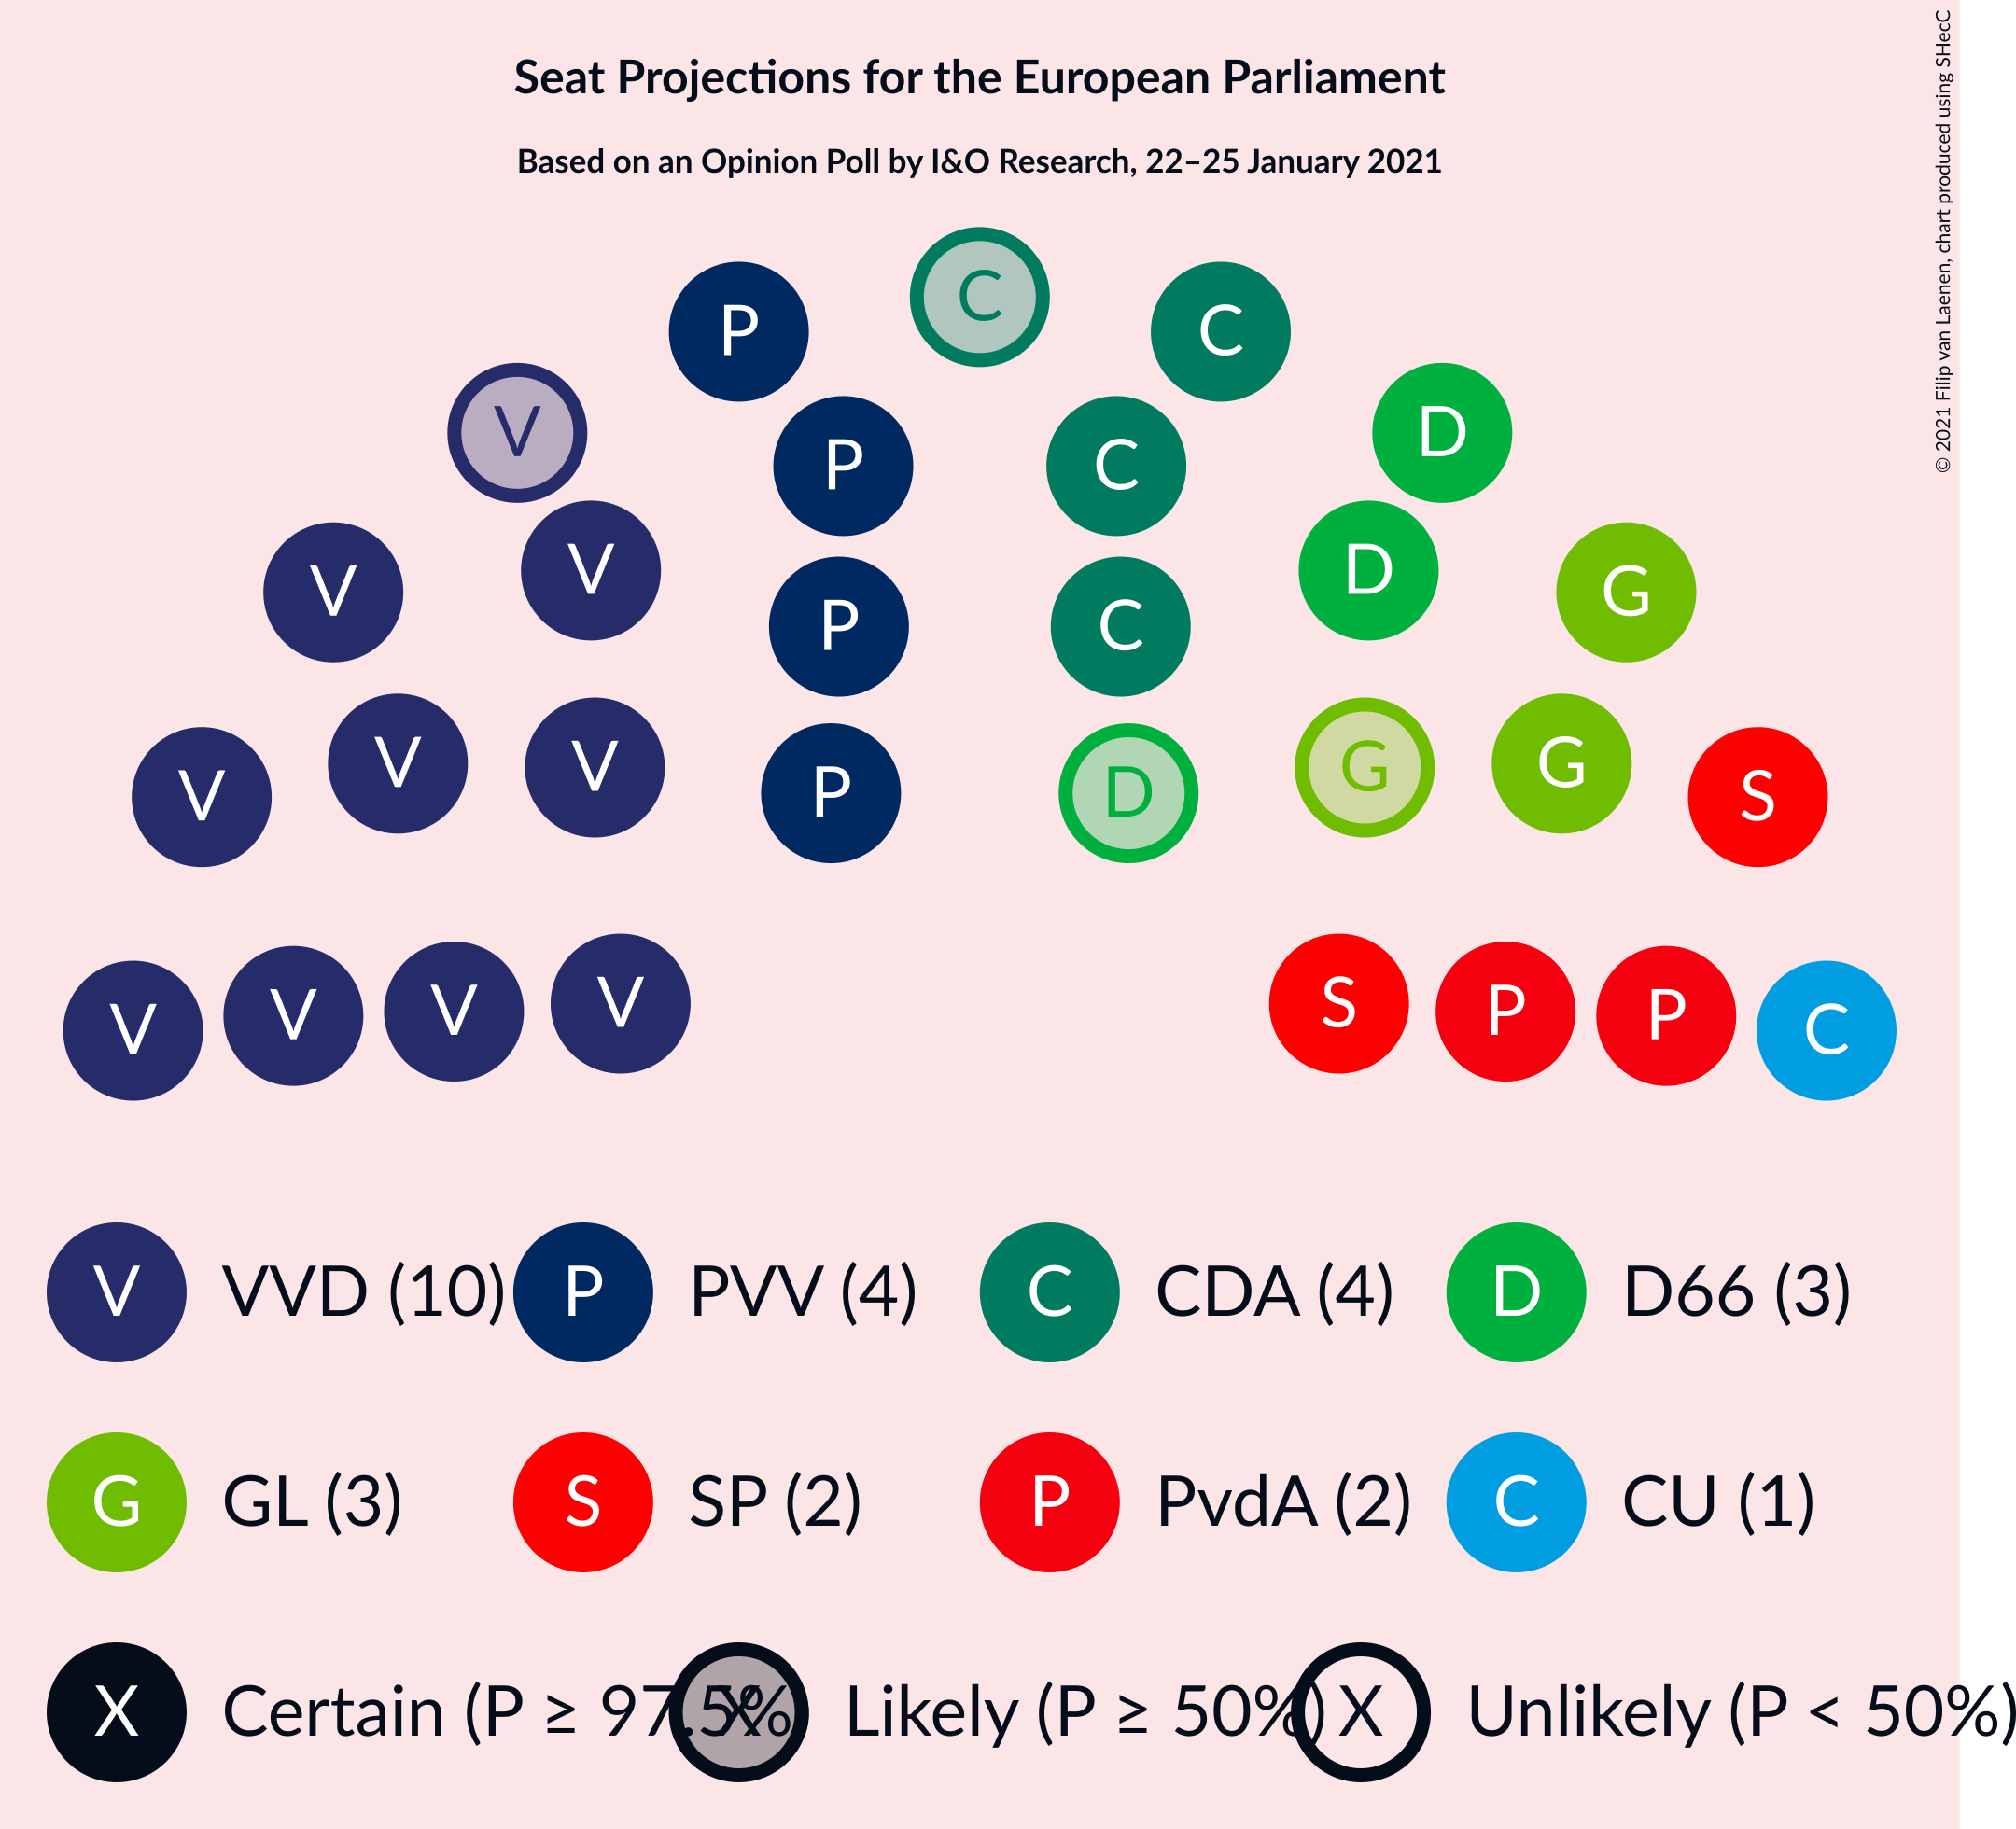 Seat Projections for the European Parliament
Based on an Opinion Poll by I&O Research, 22–25 January 2021
© 2021 Filip van Laenen, chart produced using SHecC
C
P C
V D
P C
V V D G
P C
V V V G G S
P D
V V V V S P P C
V VVD (10) P PVV (4) C CDA (4) D D66 (3)
G GL (3) S SP (2) P PvdA (2) C CU (1)
X Certain (P ≥ 97.5% X Likely (P ≥ 50%) X Unlikely (P < 50%)